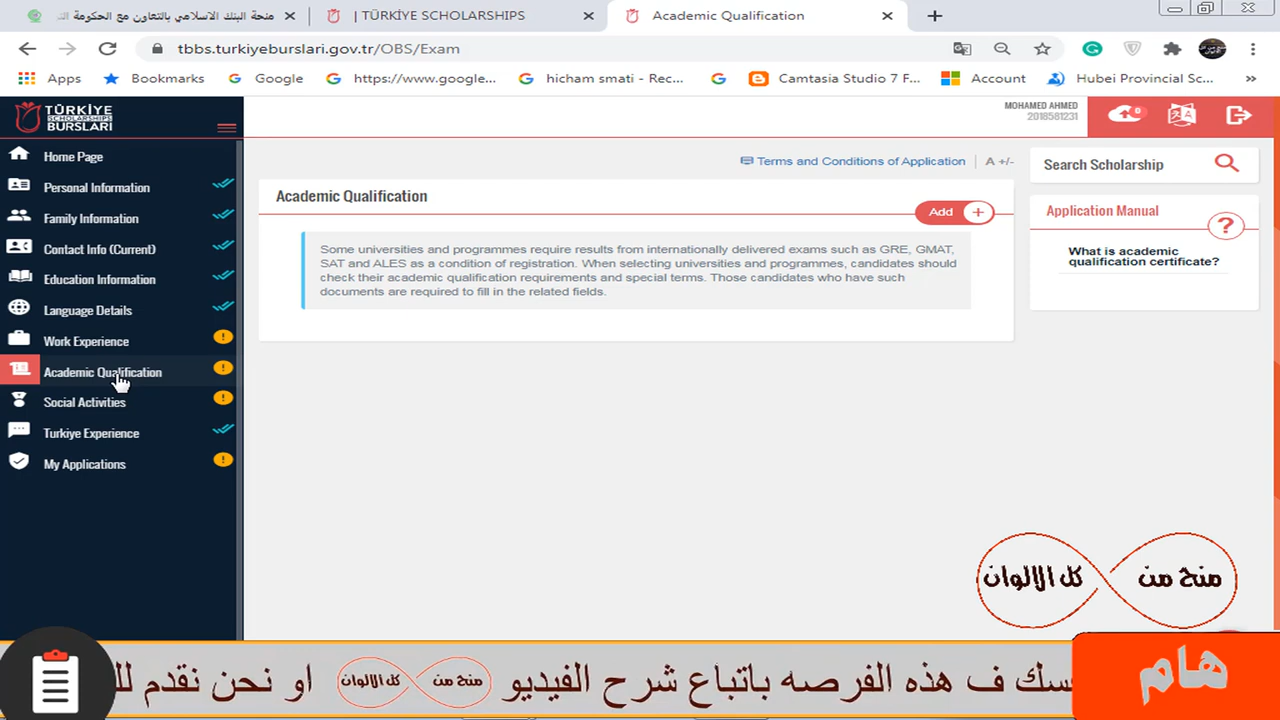 منحة البنك الاسلامي بالتعاون مع الحكومة الت
| TÜRKİYE SCHOLARSHIPS
Academic Qualification
tbbs.turkiyeburslari.gov.tr/OBS/Exam
Apps
Bookmarks
Google
https://www.google...
hicham smati - Rec...
Camtasia Studio 7 F...
Account
Hubei Provincial Sc...
»
TÜRKİYE
SCHOLARSHIPS
BURSLARI
MOHAMED AHMED
2018581231
0
Home Page
Personal Information
Family Information
Contact Info (Current)
Education Information
Language Details
Work Experience
Academic Qualification
Social Activities
Turkiye Experience
My Applications
Terms and Conditions of Application
A +/-
Academic Qualification
Add +
Some universities and programmes require results from internationally delivered exams such as GRE, GMAT,
SAT and ALES as a condition of registration. When selecting universities and programmes, candidates should
check their academic qualification requirements and special terms. Those candidates who have such
documents are required to fill in the related fields.
Search Scholarship
Application Manual
?
What is academic
qualification certificate?
منح من كل الالوان
هام
سك ف هذه الفرصه باتباع شرح الفيديو منح من كل الالوان او نحن نقدم لل